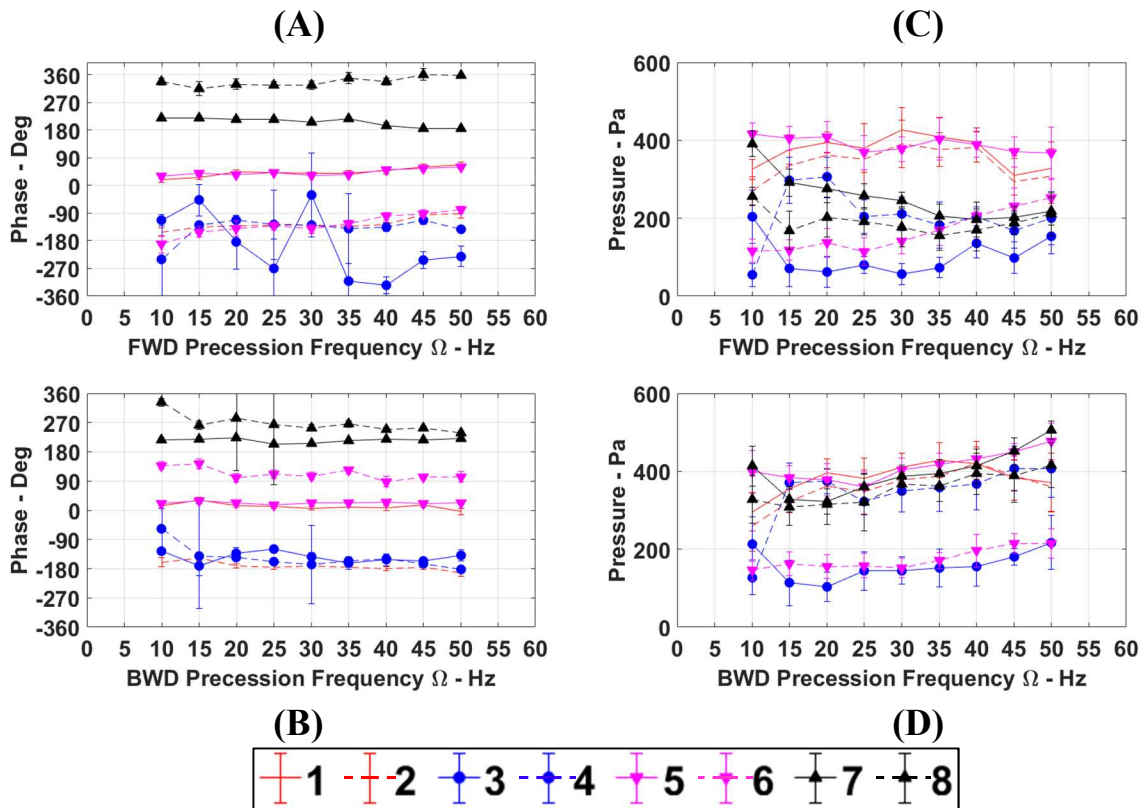 (A)
Phase - Deg
360
270
180
90
0
-90
-180
-270
-360
0 5 10 15 20 25 30 35 40 45 50 55 60
FWD Precession Frequency Ω - Hz
(C)
Pressure - Pa
600
400
200
0
0 5 10 15 20 25 30 35 40 45 50 55 60
FWD Precession Frequency Ω - Hz
Phase - Deg
360
270
180
90
0
-90
-180
-270
-360
0 5 10 15 20 25 30 35 40 45 50 55 60
BWD Precession Frequency Ω - Hz
(B)
Pressure - Pa
600
400
200
0
0 5 10 15 20 25 30 35 40 45 50 55 60
BWD Precession Frequency Ω - Hz
(D)
1 2 3 4 5 6 7 8